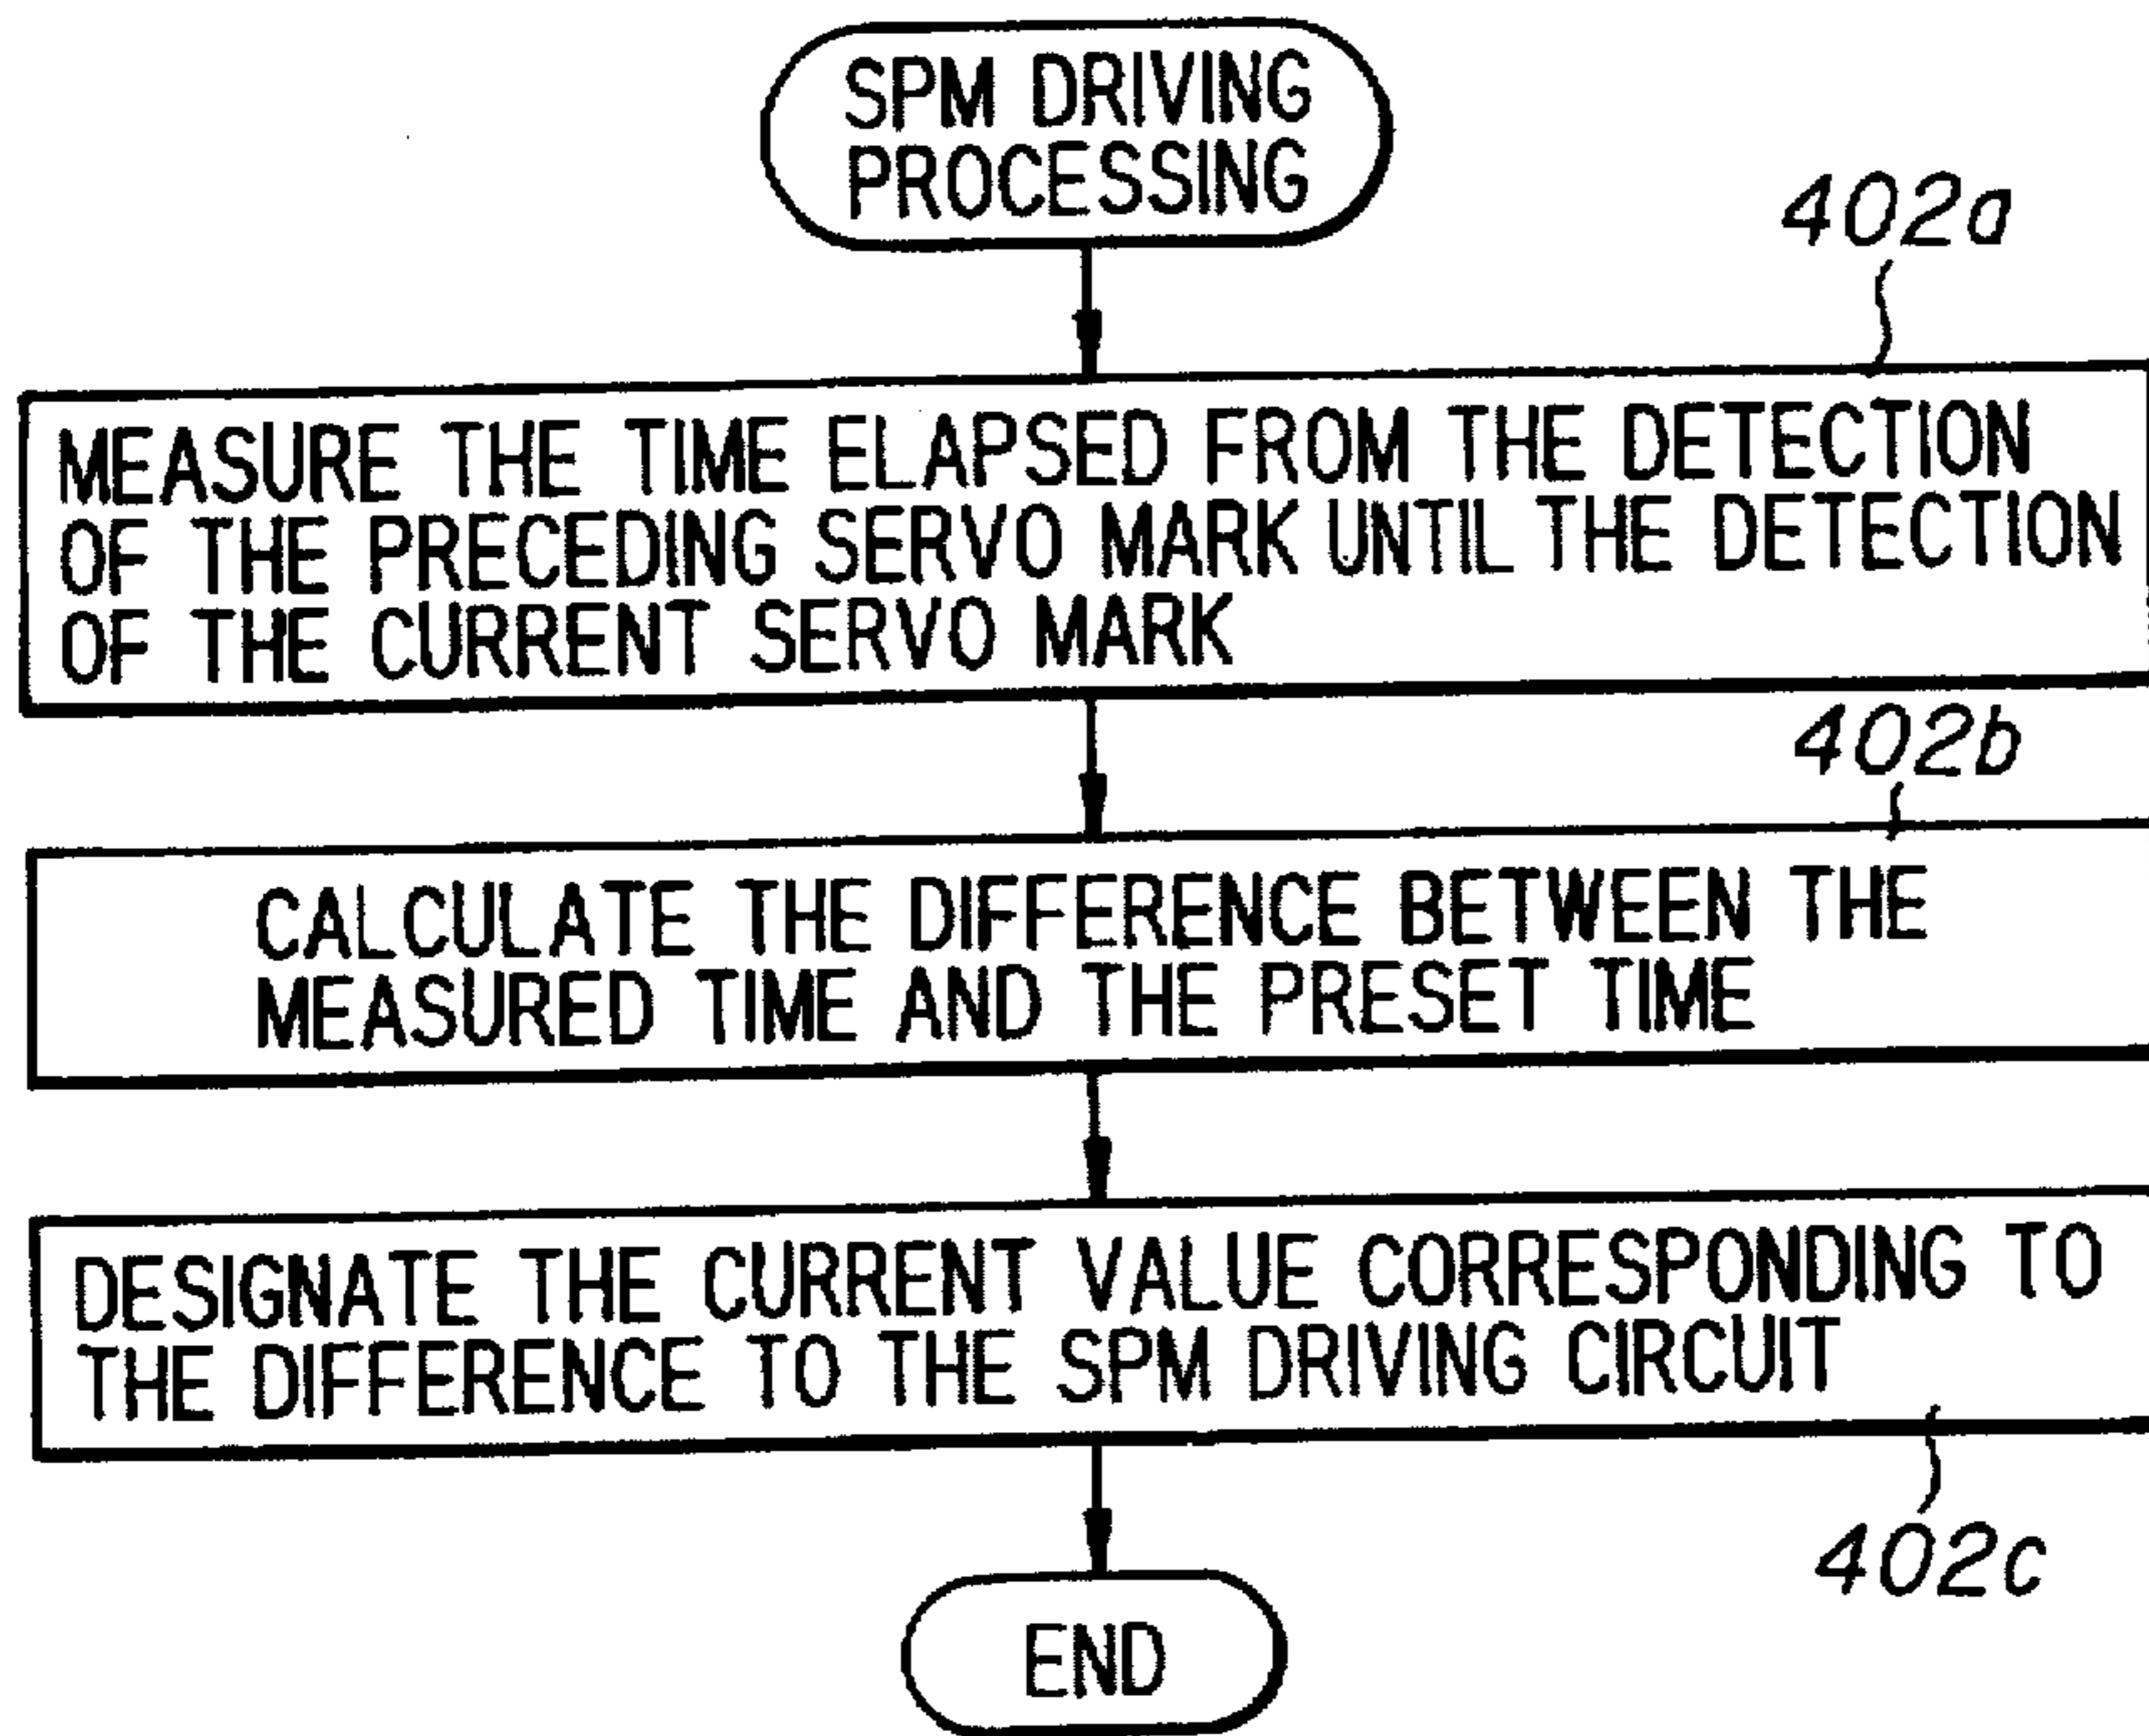 SPM DRIVING
PROCESSING
402a
MEASURE THE TIME ELAPSED FROM THE DETECTION
OF THE PRECEDING SERVO MARK UNTIL THE DETECTION
OF THE CURRENT SERVO MARK
402b
CALCULATE THE DIFFERENCE BETWEEN THE
MEASURED TIME AND THE PRESET TIME
DESIGNATE THE CURRENT VALUE CORRESPONDING TO
THE DIFFERENCE TO THE SPM DRIVING CIRCUIT
402c
END